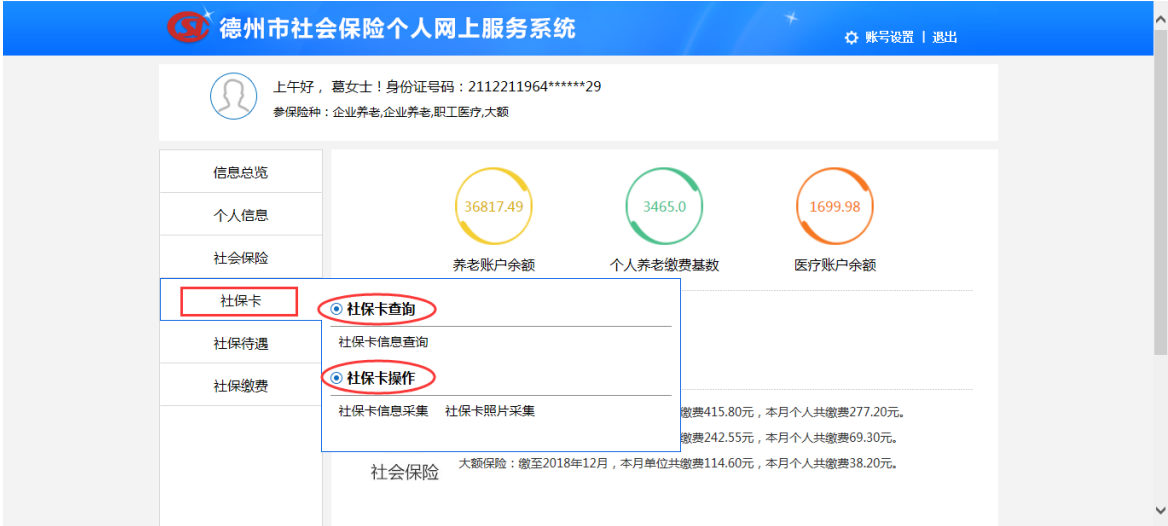 德州市社会保险个人网上服务系统
账号设置 | 退出
上午好，葛女士！身份证号码：2112211964******29
参保险种：企业养老,企业养老,职工医疗,大额
信息总览
个人信息
社会保险
社保卡
社保待遇
社保缴费
36817.49
3465.0
1699.98
养老账户余额
个人养老缴费基数
医疗账户余额
社保卡查询
社保卡信息查询
社保卡操作
社保卡信息采集 社保卡照片采集
缴费415.80元，本月个人共缴费277.20元。
缴费242.55元，本月个人共缴费69.30元。
社会保险
大额保险：缴至2018年12月，本月单位共缴费114.60元，本月个人共缴费38.20元。